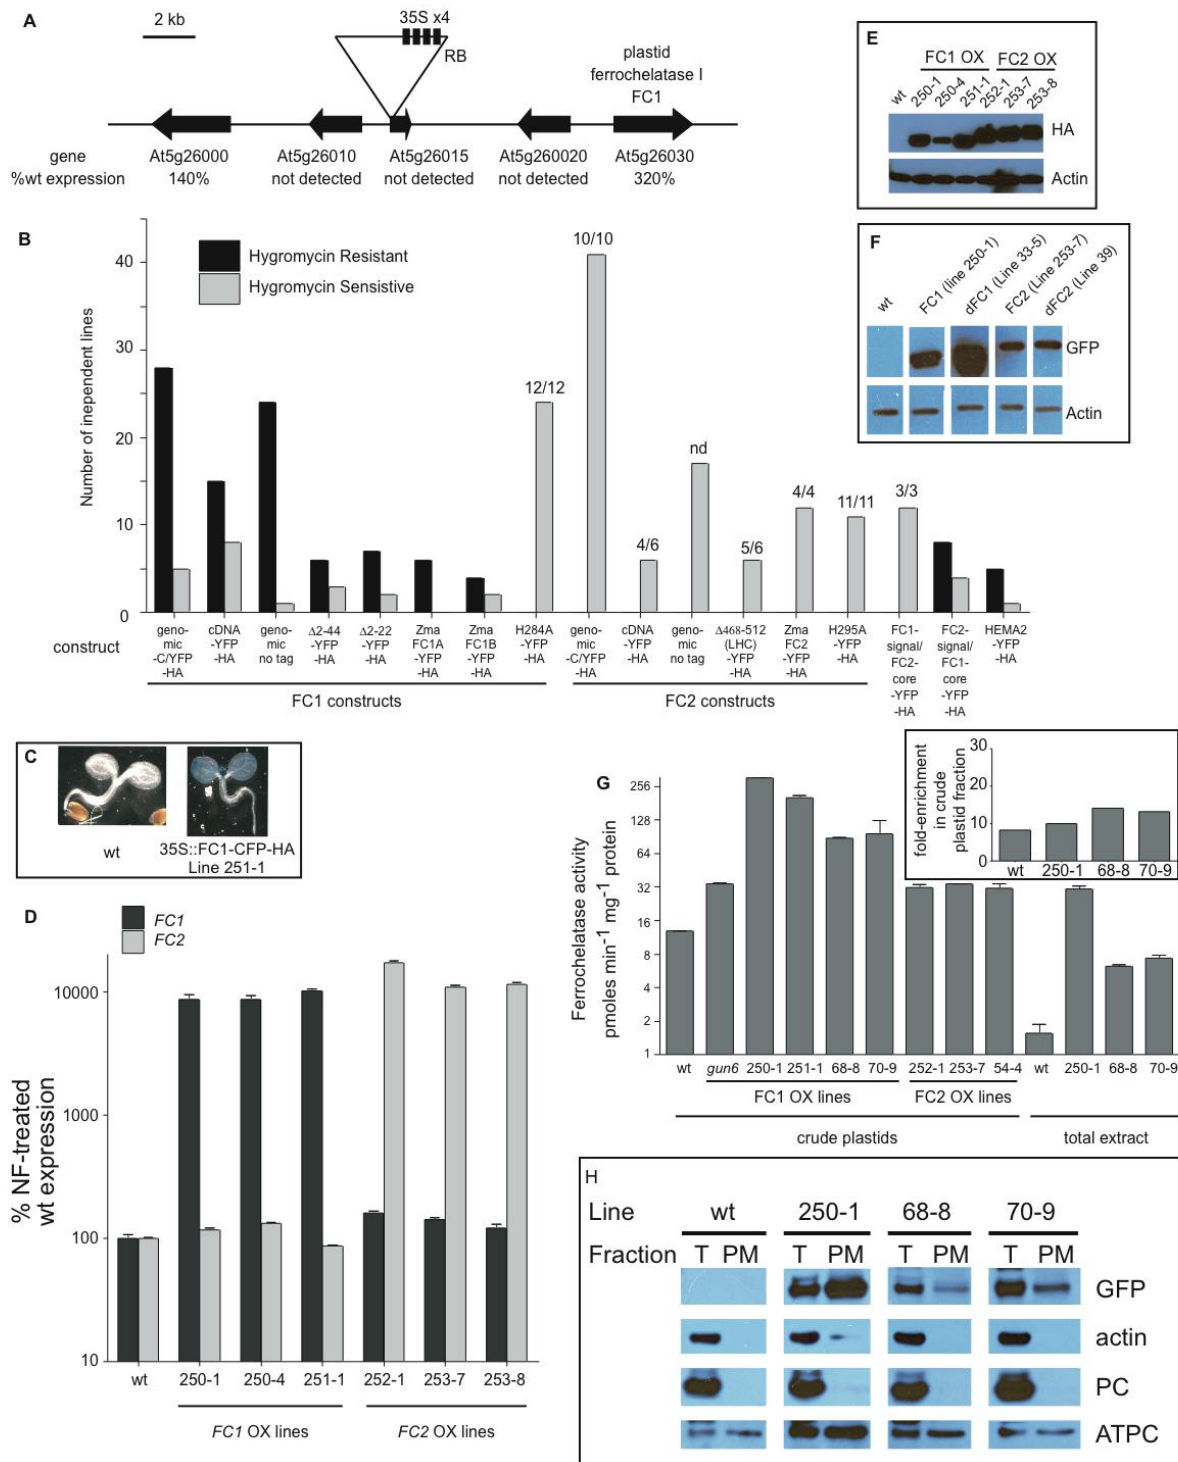 A
2 kb
35S x4
RB
plastid
ferrochelatase I
FC1
gene
At5g26000
At5g26010
At5g26015
At5g260020
At5g26030
%wt expression
140%
not detected
not detected
not detected
320%
B
Hygromycin Resistant
Hygromycin Sensistive
Number of inependent lines
40
30
20
10
0
12/12
10/10
4/6
nd
5/6
4/4
11/11
3/3
construct
geno-
mic
-C/YFP
-HA
cDNA
-YFP
-HA
geno-
mic
no tag
Δ2-44
-YFP
-HA
Δ2-22
-YFP
-HA
Zma
FC1A
-YFP
-HA
Zma
FC1B
-YFP
-HA
H284A
-YFP
-HA
geno-
mic
-C/YFP
-HA
cDNA
-YFP
-HA
geno-
mic
no tag
Δ468-512
(LHC)
-YFP
-HA
Zma
FC2
-YFP
-HA
H295A
-YFP
-HA
FC1-
signal/
FC2-
core
-YFP
-HA
FC2-
signal/
FC1-
core
-YFP
-HA
HEMA2
-YFP
-HA
FC1 constructs
FC2 constructs
E
FC1 OX
FC2 OX
wt
250-1
250-4
251-1
252-1
253-7
253-8
HA
Actin
F
wt
FC1 (line 250-1)
dFC1 (Line 33-5)
FC2 (Line 253-7)
dFC2 (Line 39)
GFP
Actin
C
wt
35S::FC1-CFP-HA
Line 251-1
D
FC1
FC2
% NF-treated
wt expression
10000
1000
100
10
wt
250-1
250-4
251-1
252-1
253-7
253-8
FC1 OX lines
FC2 OX lines
G
Ferrochelatase activity
pmoles min-1 mg-1 protein
256
128
64
32
16
8
4
2
1
wt
gun6
250-1
251-1
68-8
70-9
252-1
253-7
54-4
wt
250-1
68-8
70-9
FC1 OX lines
FC2 OX lines
crude plastids
total extract
fold-enrichment
in crude
plastid fraction
30
20
10
0
wt
250-1
68-8
70-9
H
Line
wt
250-1
68-8
70-9
Fraction
T
PM
T
PM
T
PM
T
PM
GFP
actin
PC
ATPC